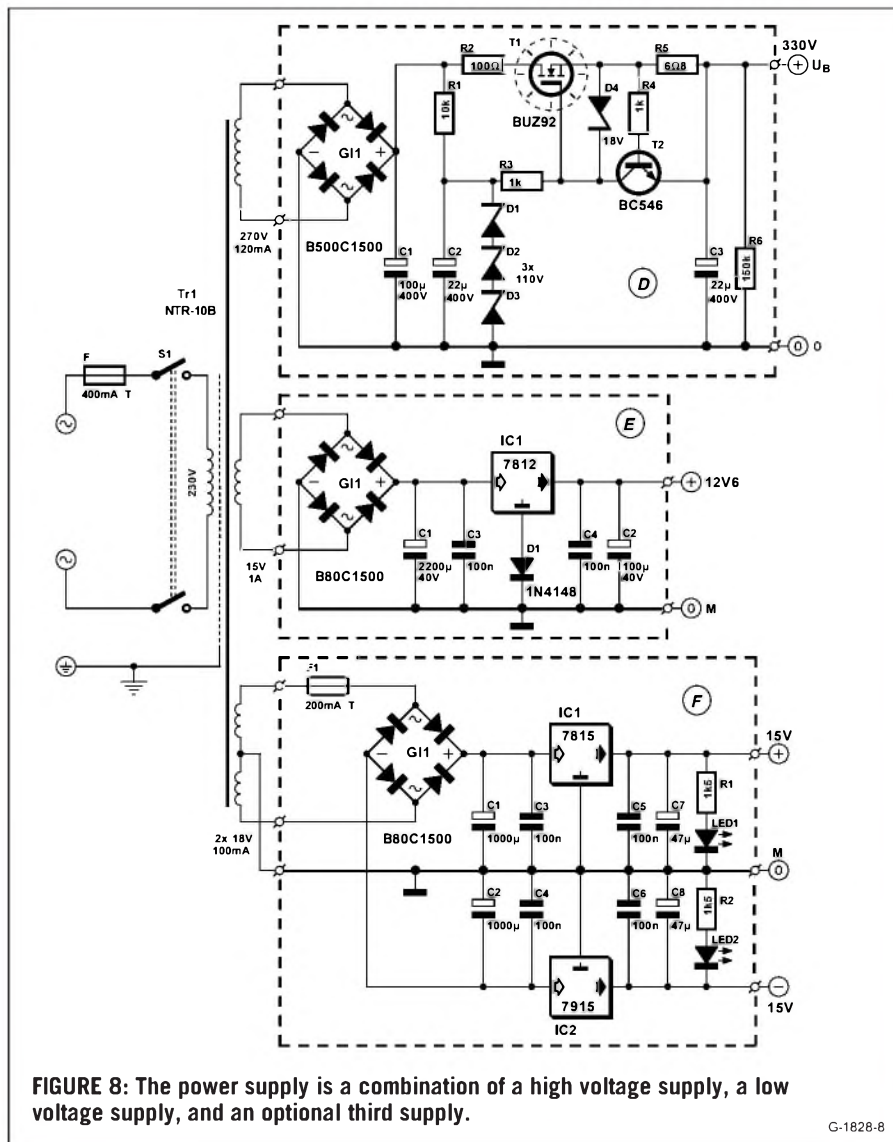 R2
100Ω
T1
R5
6Ω8
330V
+ UB
R1
10k
D4
R4
1k
BUZ92
18V
T2
GI1
R3
1k
BC546
270V
120mA
B500C1500
D1
D2
D3
3x
110V
C1
100µ
400V
C2
22µ
400V
C3
22µ
400V
R6
150k
D
0 0
Tr1
NTR-10B
F
400mA T
S1
230V
E
IC1
7812
GI1
+ 12V6
15V
1A
B80C1500
C1
2200µ
40V
C3
100n
D1
1N4148
C4
100n
C2
100µ
40V
0 M
F1
200mA T
F
IC1
7815
15V
+
GI1
2x 18V
100mA
B80C1500
C1
1000µ
C3
100n
C5
100n
C7
47µ
R1
1k5
LED1
M
0
C2
1000µ
C4
100n
C6
100n
C8
47µ
R2
1k5
LED2
7915
IC2
−
15V
FIGURE 8: The power supply is a combination of a high voltage supply, a low
voltage supply, and an optional third supply.
G-1828-8